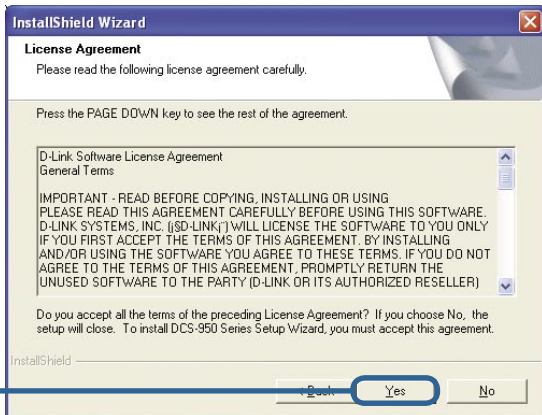 InstallShield Wizard
License Agreement
Please read the following license agreement carefully.
Press the PAGE DOWN key to see the rest of the agreement.
D-Link Software License Agreement
General Terms
IMPORTANT - READ BEFORE COPYING, INSTALLING OR USING
PLEASE READ THIS AGREEMENT CAREFULLY BEFORE USING THIS SOFTWARE.
D-LINK SYSTEMS, INC. (¡§D-LINK¡¨) WILL LICENSE THE SOFTWARE TO YOU ONLY
IF YOU FIRST ACCEPT THE TERMS OF THIS AGREEMENT. BY INSTALLING
AND/OR USING THE SOFTWARE YOU AGREE TO THESE TERMS. IF YOU DO NOT
AGREE TO THE TERMS OF THIS AGREEMENT, PROMPTLY RETURN THE
UNUSED SOFTWARE TO THE PARTY (D-LINK OR ITS AUTHORIZED RESELLER)
Do you accept all the terms of the preceding License Agreement? If you choose No, the
setup will close. To install DCS-950 Series Setup Wizard, you must accept this agreement.
InstallShield
< Back Yes No